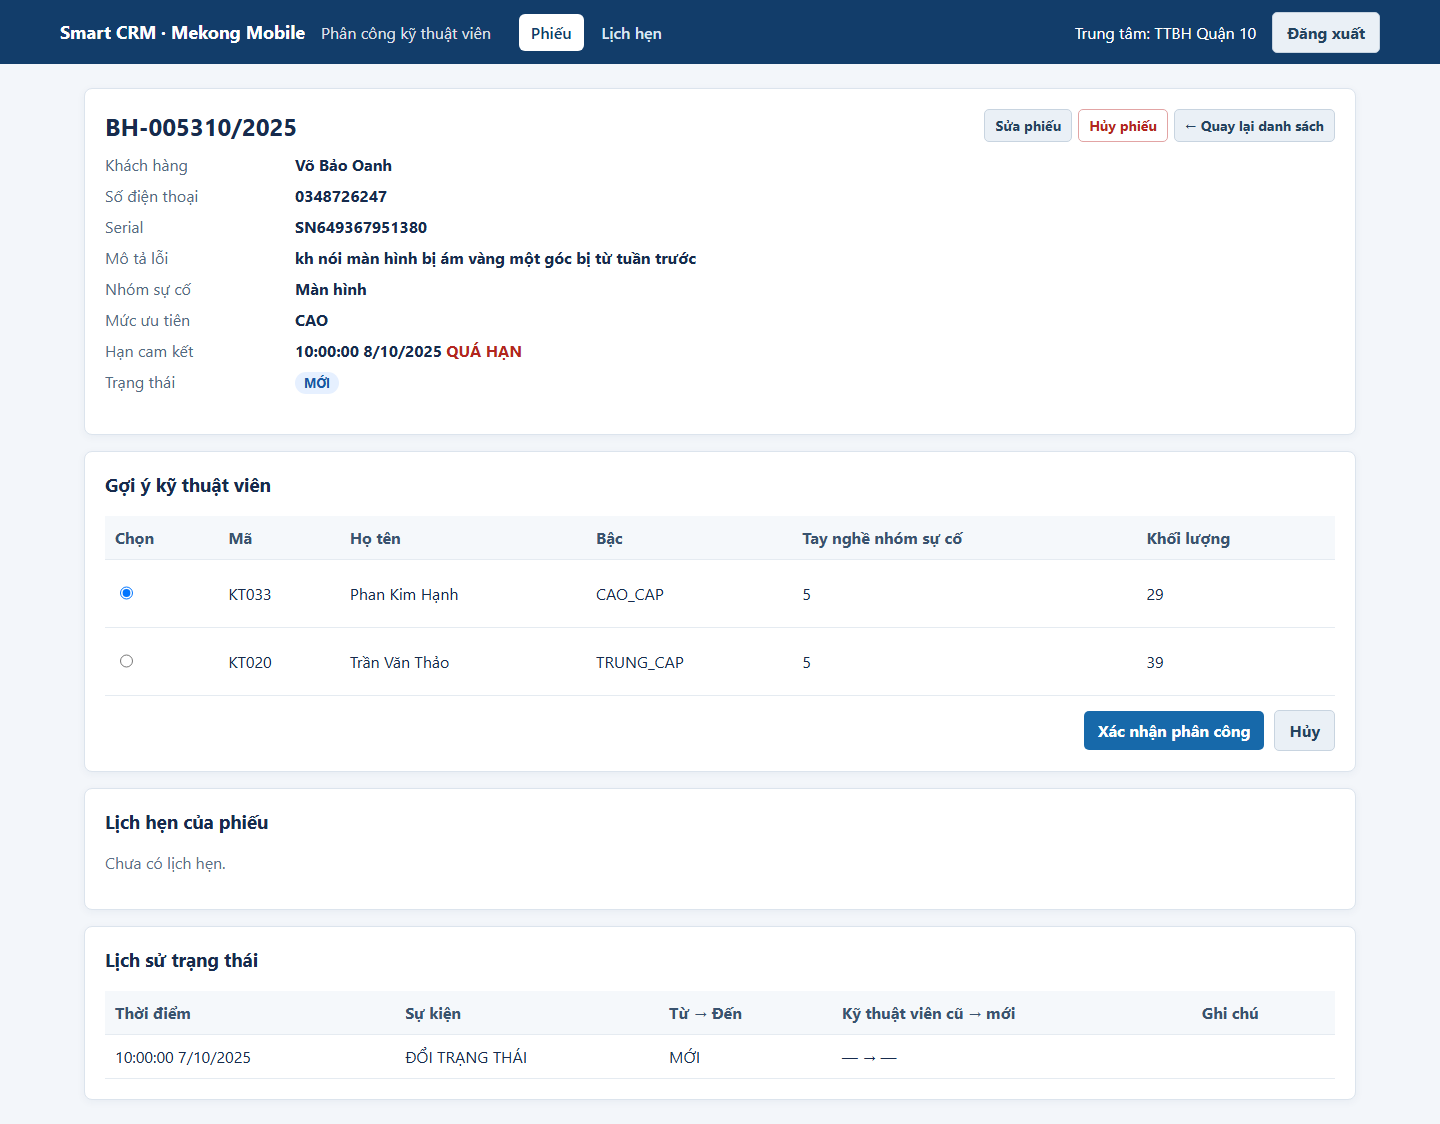 Smart CRM · Mekong Mobile Phân công kỹ thuật viên Phiếu Lịch hẹn Trung tâm: TTBH Quận 10 Đăng xuất
BH-005310/2025 Sửa phiếu Hủy phiếu ← Quay lại danh sách
Khách hàng Võ Bảo Oanh
Số điện thoại 0348726247
Serial SN649367951380
Mô tả lỗi kh nói màn hình bị ám vàng một góc bị từ tuần trước
Nhóm sự cố Màn hình
Mức ưu tiên CAO
Hạn cam kết 10:00:00 8/10/2025 QUÁ HẠN
Trạng thái MỚI
Gợi ý kỹ thuật viên
Chọn Mã Họ tên Bậc Tay nghề nhóm sự cố Khối lượng
KT033 Phan Kim Hạnh CAO_CAP 5 29
KT020 Trần Văn Thảo TRUNG_CAP 5 39
Xác nhận phân công Hủy
Lịch hẹn của phiếu
Chưa có lịch hẹn.
Lịch sử trạng thái
Thời điểm Sự kiện Từ → Đến Kỹ thuật viên cũ → mới Ghi chú
10:00:00 7/10/2025 ĐỔI TRẠNG THÁI MỚI — → —